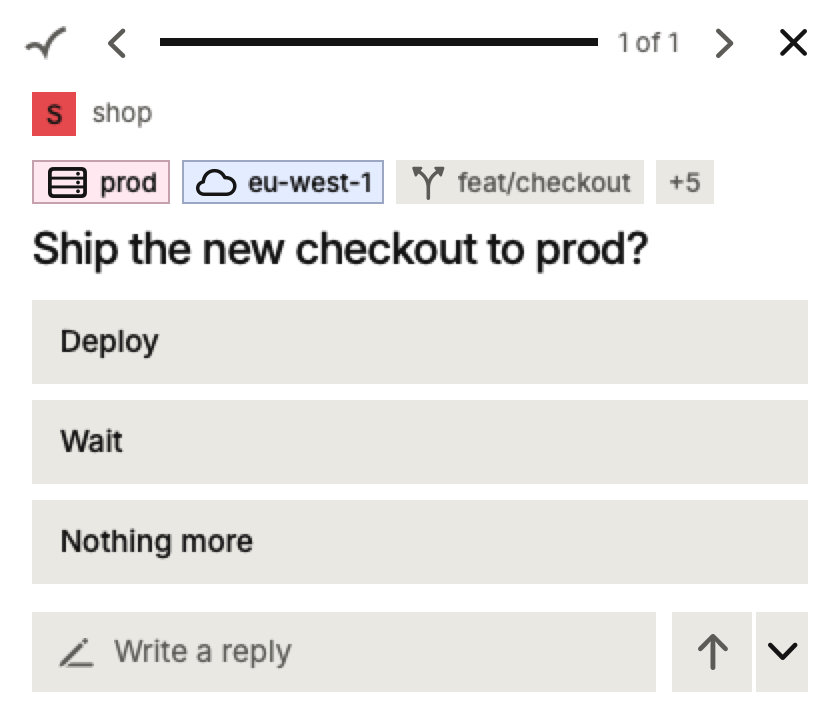 1 of 1
S shop
prod eu-west-1 feat/checkout +5
Ship the new checkout to prod?
Deploy
Wait
Nothing more
Write a reply